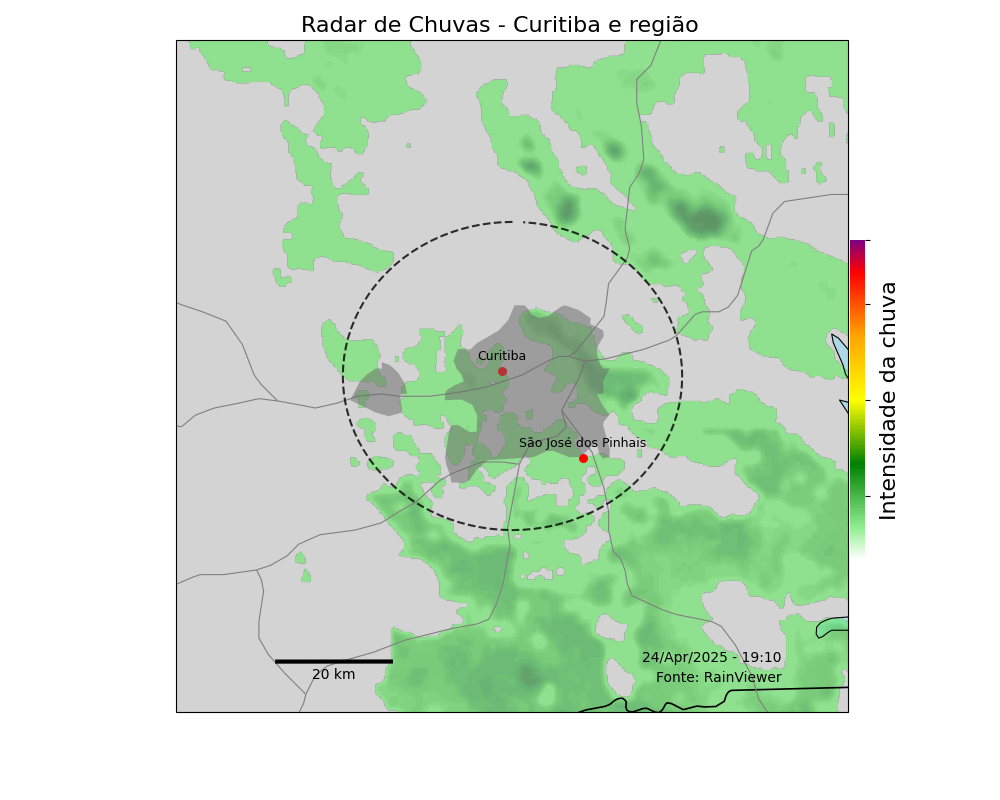 Radar de Chuvas - Curitiba e região
Curitiba
São José dos Pinhais
Intensidade da chuva
24/Apr/2025 - 19:10
Fonte: RainViewer
20 km